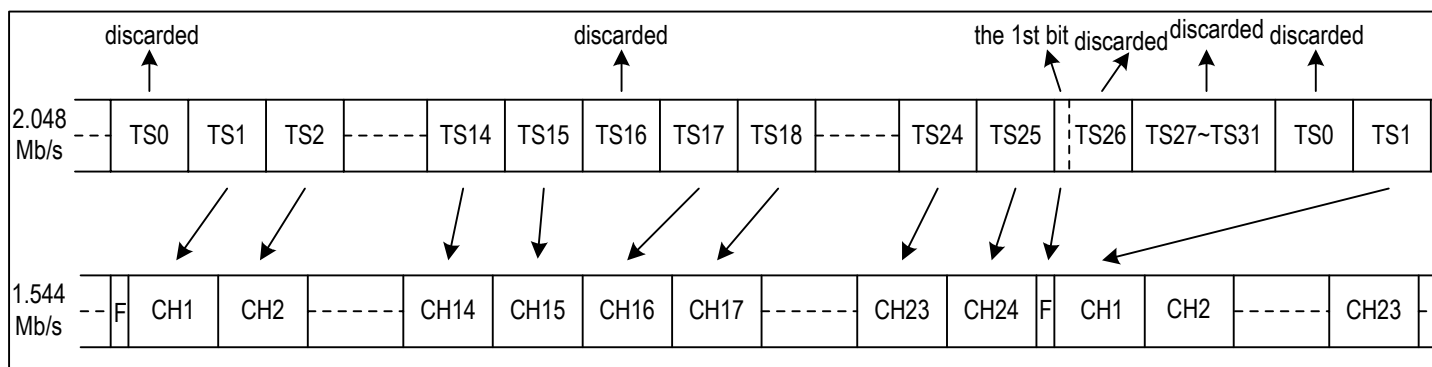 discarded discarded the 1st bit discarded discarded discarded
2.048 Mb/s TS0 TS1 TS2 TS14 TS15 TS16 TS17 TS18 TS24 TS25 TS26 TS27~TS31 TS0 TS1
1.544 Mb/s F CH1 CH2 CH14 CH15 CH16 CH17 CH23 CH24 F CH1 CH2 CH23